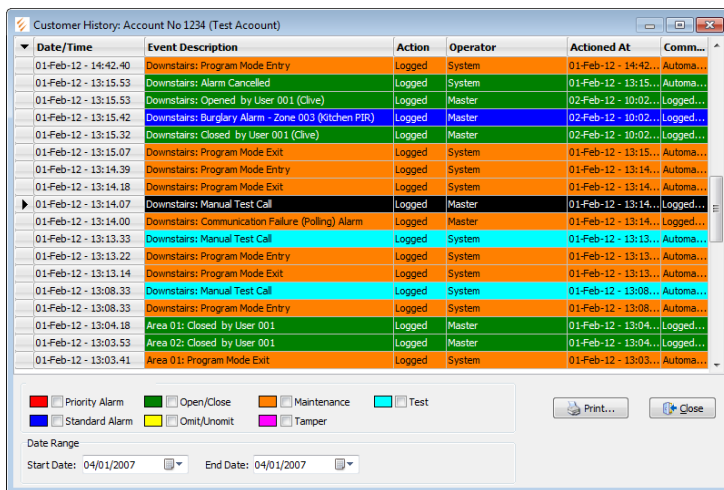 Customer History: Account No 1234 (Test Acoount)
Date/Time Event Description Action Operator Actioned At Comm...
01-Feb-12 - 14:42.40 Downstairs: Program Mode Entry Logged System 01-Feb-12 - 14:42... Automa...
01-Feb-12 - 13:15.53 Downstairs: Alarm Cancelled Logged System 01-Feb-12 - 13:15... Automa...
01-Feb-12 - 13:15.53 Downstairs: Opened by User 001 (Clive) Logged Master 02-Feb-12 - 10:02... Logged...
01-Feb-12 - 13:15.42 Downstairs: Burglary Alarm - Zone 003 (Kitchen PIR) Logged Master 02-Feb-12 - 10:02... Logged...
01-Feb-12 - 13:15.32 Downstairs: Closed by User 001 (Clive) Logged Master 02-Feb-12 - 10:02... Logged...
01-Feb-12 - 13:15.07 Downstairs: Program Mode Exit Logged System 01-Feb-12 - 13:15... Automa...
01-Feb-12 - 13:14.39 Downstairs: Program Mode Entry Logged System 01-Feb-12 - 13:14... Automa...
01-Feb-12 - 13:14.18 Downstairs: Program Mode Exit Logged System 01-Feb-12 - 13:14... Automa...
01-Feb-12 - 13:14.07 Downstairs: Manual Test Call Logged Master 01-Feb-12 - 13:14... Logged...
01-Feb-12 - 13:14.00 Downstairs: Communication Failure (Polling) Alarm Logged Master 01-Feb-12 - 13:14... Logged...
01-Feb-12 - 13:13.33 Downstairs: Manual Test Call Logged System 01-Feb-12 - 13:13... Automa...
01-Feb-12 - 13:13.22 Downstairs: Program Mode Entry Logged System 01-Feb-12 - 13:13... Automa...
01-Feb-12 - 13:13.14 Downstairs: Program Mode Exit Logged System 01-Feb-12 - 13:13... Automa...
01-Feb-12 - 13:08.33 Downstairs: Manual Test Call Logged System 01-Feb-12 - 13:08... Automa...
01-Feb-12 - 13:08.33 Downstairs: Program Mode Entry Logged System 01-Feb-12 - 13:08... Automa...
01-Feb-12 - 13:04.18 Area 01: Closed by User 001 Logged Master 01-Feb-12 - 13:04... Logged...
01-Feb-12 - 13:03.53 Area 02: Closed by User 001 Logged Master 01-Feb-12 - 13:04... Logged...
01-Feb-12 - 13:03.41 Area 01: Program Mode Exit Logged System 01-Feb-12 - 13:03... Automa...
Priority Alarm Open/Close Maintenance Test
Standard Alarm Omit/Unomit Tamper
Print... Close
Date Range
Start Date: 04/01/2007 End Date: 04/01/2007